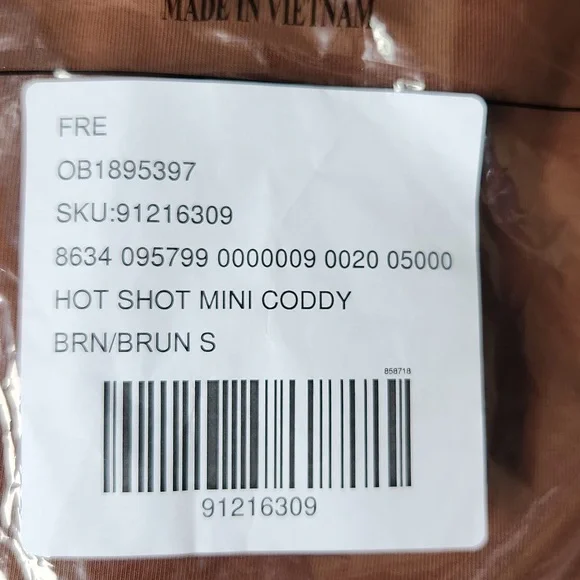 MADE IN VIETNAM
FRE
OB1895397
SKU:91216309
8634 095799 0000009 0020 05000
HOT SHOT MINI CODDY
BRN/BRUN S
858718
91216309